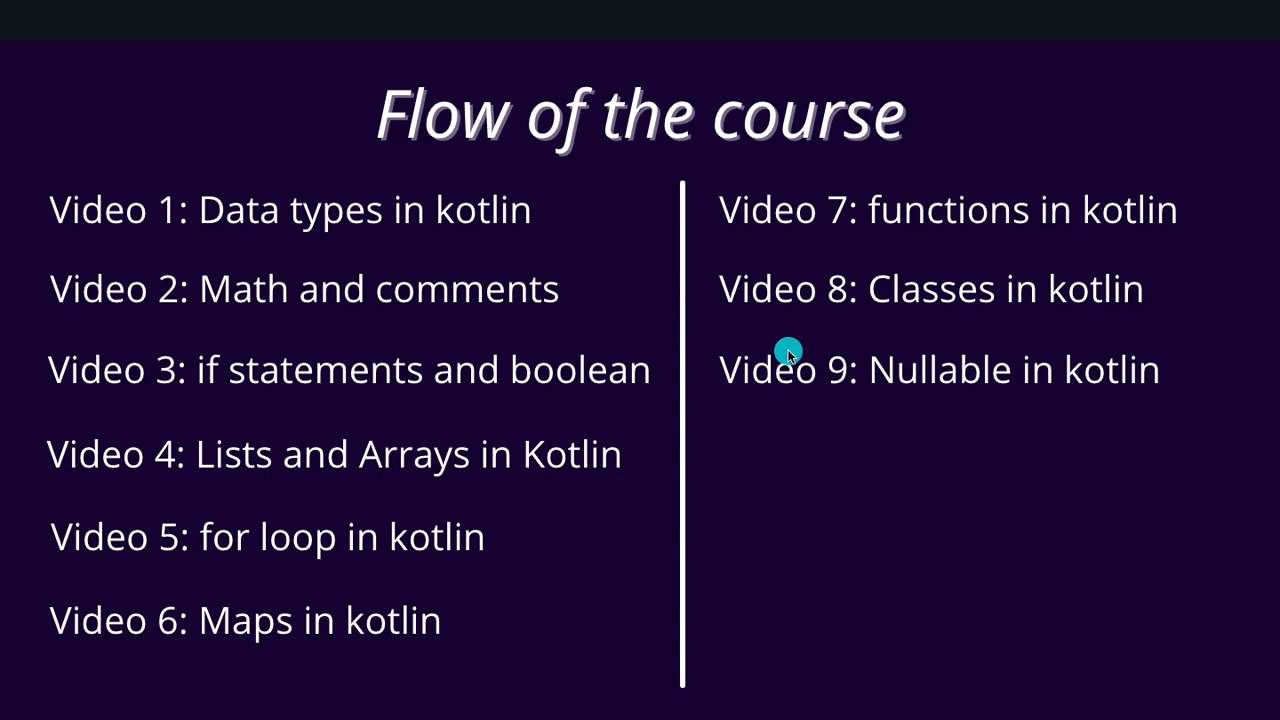 Flow of the course
Video 1: Data types in kotlin
Video 2: Math and comments
Video 3: if statements and boolean
Video 4: Lists and Arrays in Kotlin
Video 5: for loop in kotlin
Video 6: Maps in kotlin
Video 7: functions in kotlin
Video 8: Classes in kotlin
Video 9: Nullable in kotlin